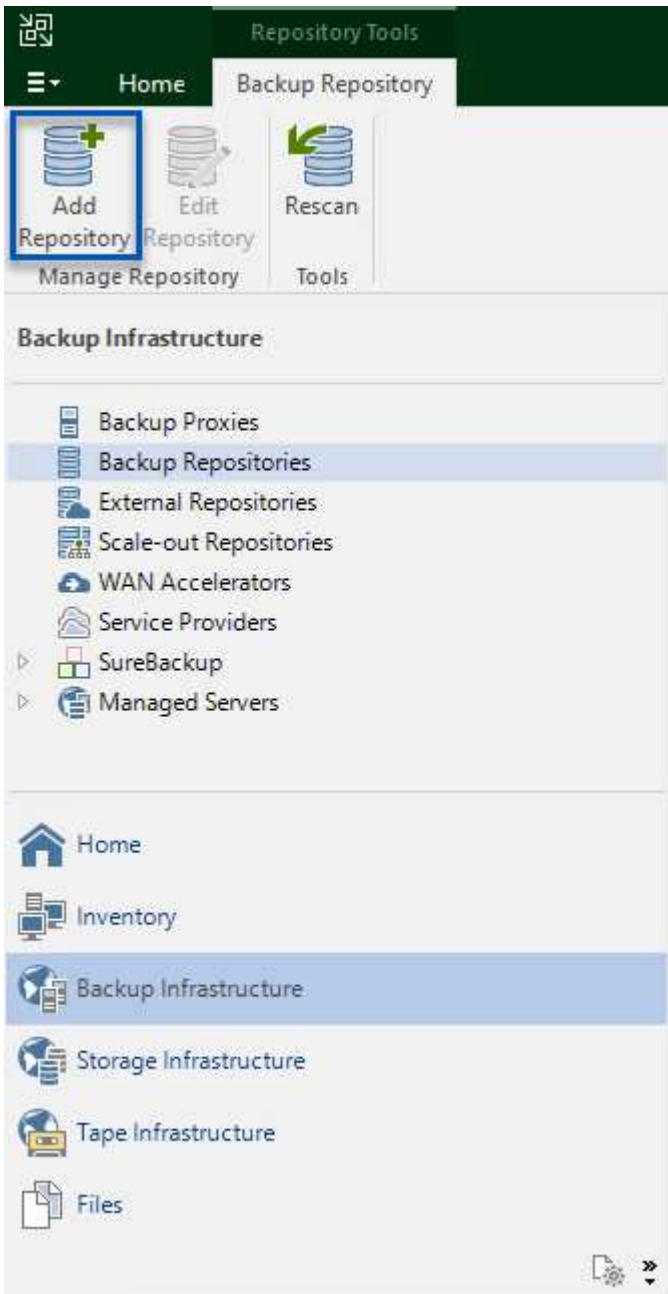 Repository Tools
Home Backup Repository
Add Edit Rescan
Repository Repository
Manage Repository Tools
Backup Infrastructure
Backup Proxies
Backup Repositories
External Repositories
Scale-out Repositories
WAN Accelerators
Service Providers
SureBackup
Managed Servers
Home
Inventory
Backup Infrastructure
Storage Infrastructure
Tape Infrastructure
Files